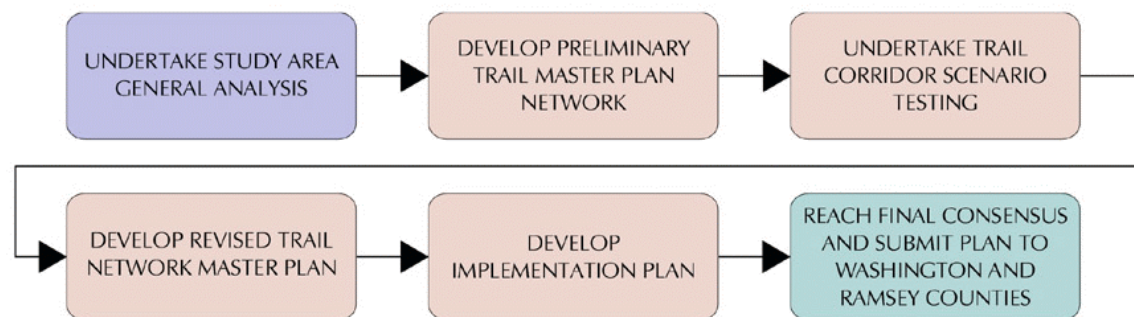 UNDERTAKE STUDY AREA
GENERAL ANALYSIS
DEVELOP PRELIMINARY
TRAIL MASTER PLAN
NETWORK
UNDERTAKE TRAIL
CORRIDOR SCENARIO
TESTING
DEVELOP REVISED TRAIL
NETWORK MASTER PLAN
DEVELOP
IMPLEMENTATION PLAN
REACH FINAL CONSENSUS
AND SUBMIT PLAN TO
WASHINGTON AND
RAMSEY COUNTIES